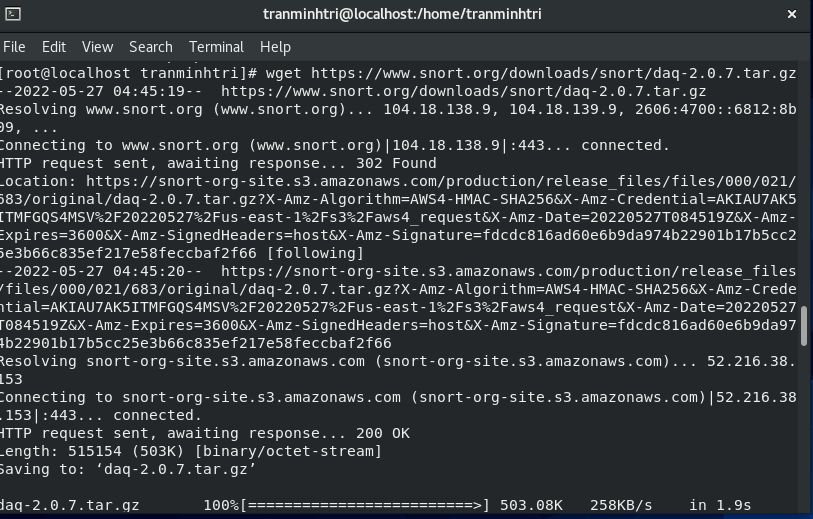 tranminhtri@localhost:/home/tranminhtri
File Edit View Search Terminal Help
[root@localhost tranminhtri]# wget https://www.snort.org/downloads/snort/daq-2.0.7.tar.gz
--2022-05-27 04:45:19--  https://www.snort.org/downloads/snort/daq-2.0.7.tar.gz
Resolving www.snort.org (www.snort.org)... 104.18.138.9, 104.18.139.9, 2606:4700::6812:8b
09, ...
Connecting to www.snort.org (www.snort.org)|104.18.138.9|:443... connected.
HTTP request sent, awaiting response... 302 Found
Location: https://snort-org-site.s3.amazonaws.com/production/release_files/files/000/021/
683/original/daq-2.0.7.tar.gz?X-Amz-Algorithm=AWS4-HMAC-SHA256&X-Amz-Credential=AKIAU7AK5
ITMFGQS4MSV%2F20220527%2Fus-east-1%2Fs3%2Faws4_request&X-Amz-Date=20220527T084519Z&X-Amz-
Expires=3600&X-Amz-SignedHeaders=host&X-Amz-Signature=fdcdc816ad60e6b9da974b22901b17b5cc2
5e3b66c835ef217e58feccbaf2f66 [following]
--2022-05-27 04:45:20--  https://snort-org-site.s3.amazonaws.com/production/release_files
/files/000/021/683/original/daq-2.0.7.tar.gz?X-Amz-Algorithm=AWS4-HMAC-SHA256&X-Amz-Crede
ntial=AKIAU7AK5ITMFGQS4MSV%2F20220527%2Fus-east-1%2Fs3%2Faws4_request&X-Amz-Date=20220527
T084519Z&X-Amz-Expires=3600&X-Amz-SignedHeaders=host&X-Amz-Signature=fdcdc816ad60e6b9da97
4b22901b17b5cc25e3b66c835ef217e58feccbaf2f66
Resolving snort-org-site.s3.amazonaws.com (snort-org-site.s3.amazonaws.com)... 52.216.38.
153
Connecting to snort-org-site.s3.amazonaws.com (snort-org-site.s3.amazonaws.com)|52.216.38
.153|:443... connected.
HTTP request sent, awaiting response... 200 OK
Length: 515154 (503K) [binary/octet-stream]
Saving to: ‘daq-2.0.7.tar.gz’
daq-2.0.7.tar.gz       100%[=========================>] 503.08K   258KB/s    in 1.9s